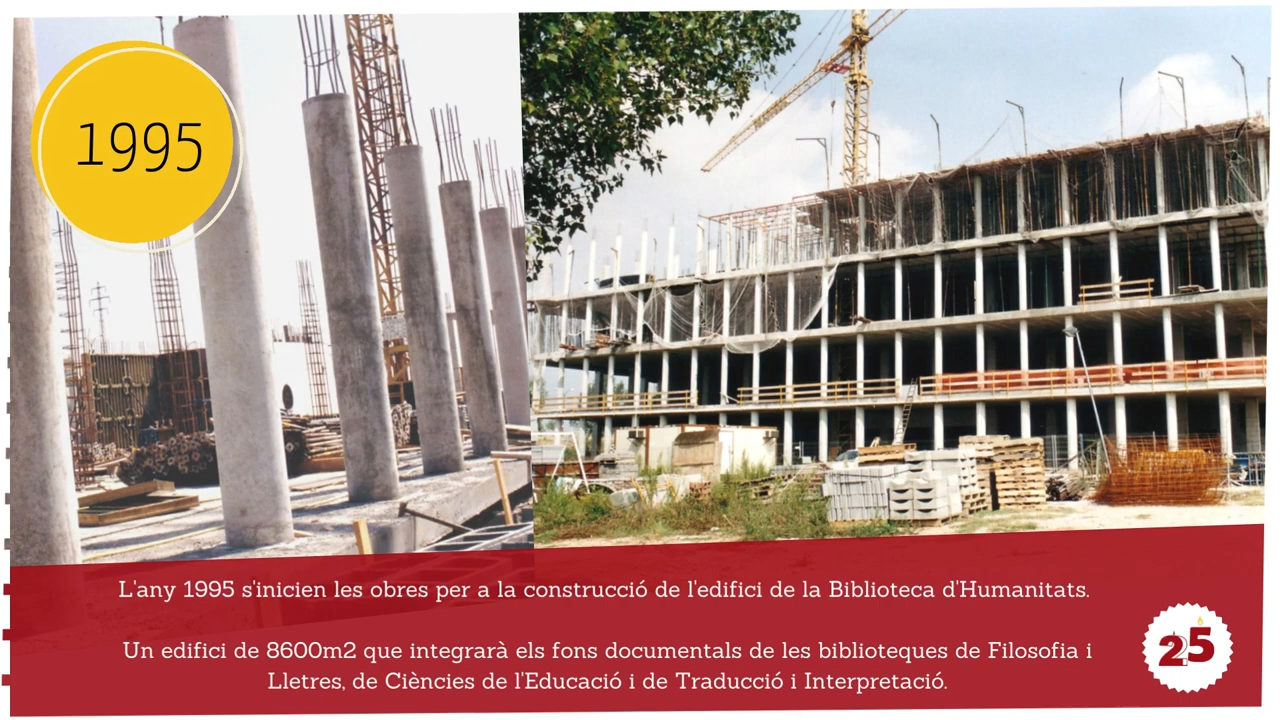 1995
L'any 1995 s'inicien les obres per a la construcció de l'edifici de la Biblioteca d'Humanitats.
Un edifici de 8600m2 que integrarà els fons documentals de les biblioteques de Filosofia i
Lletres, de Ciències de l'Educació i de Traducció i Interpretació.
25